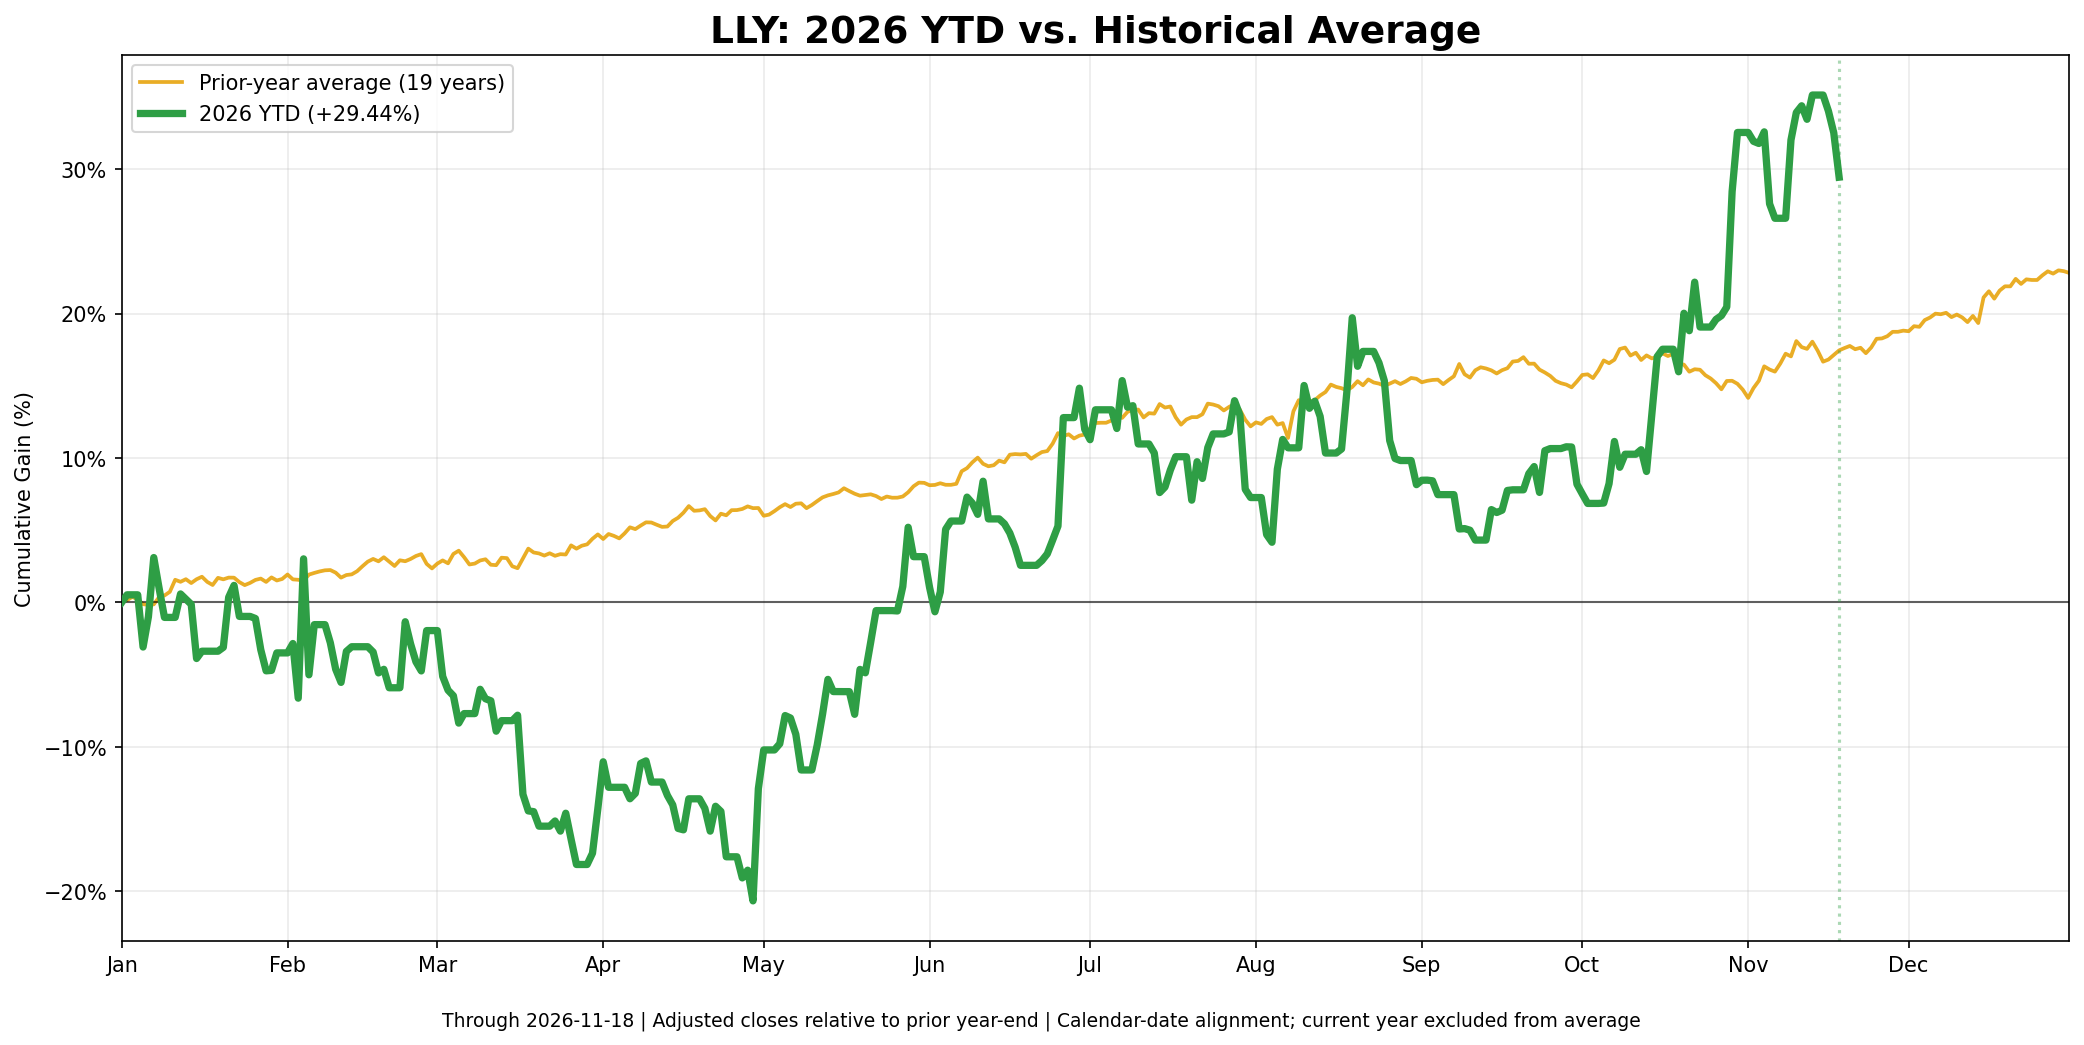 LLY: 2026 YTD vs. Historical Average
Prior-year average (19 years)
2026 YTD (+29.44%)
Cumulative Gain (%)
30%
20%
10%
0%
−10%
−20%
Jan Feb Mar Apr May Jun Jul Aug Sep Oct Nov Dec
Through 2026-11-18 | Adjusted closes relative to prior year-end | Calendar-date alignment; current year excluded from average